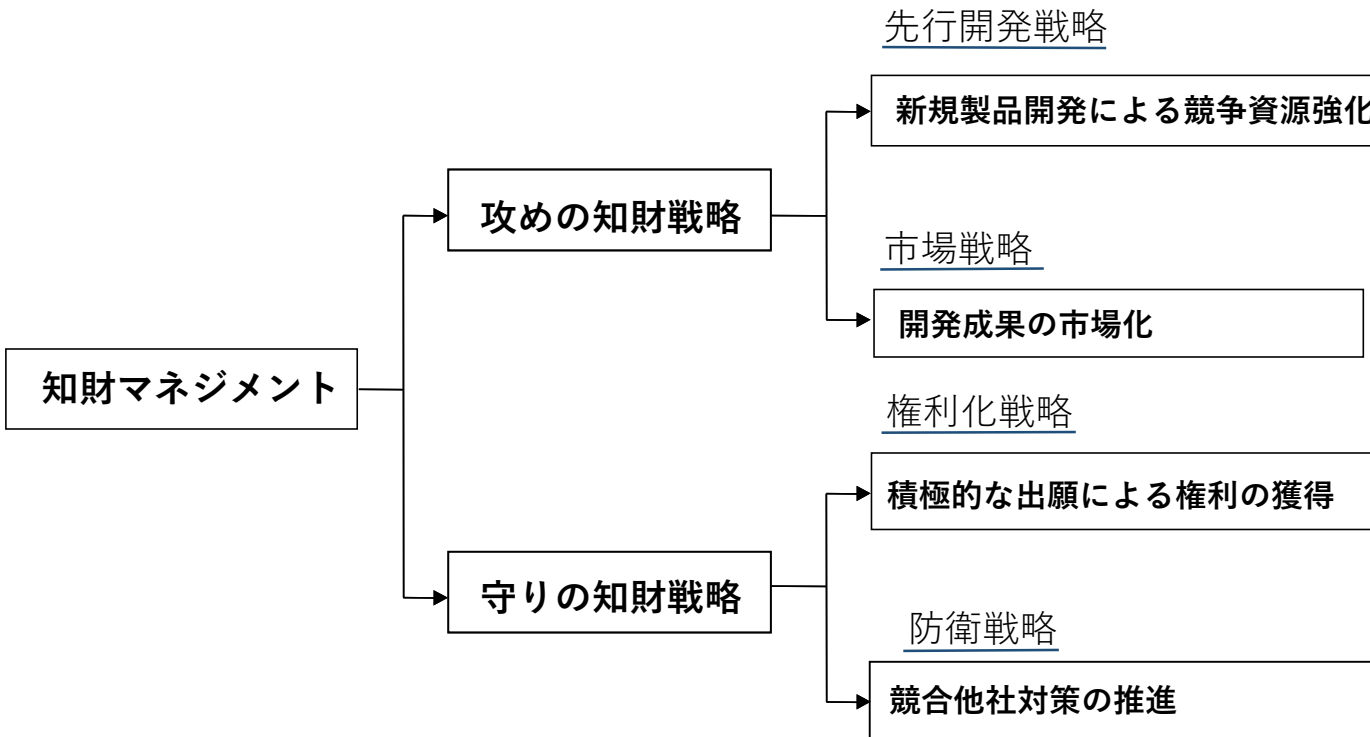 先行開発戦略
新規製品開発による競争資源強化
攻めの知財戦略
市場戦略
開発成果の市場化
知財マネジメント
権利化戦略
積極的な出願による権利の獲得
守りの知財戦略
防衛戦略
競合他社対策の推進